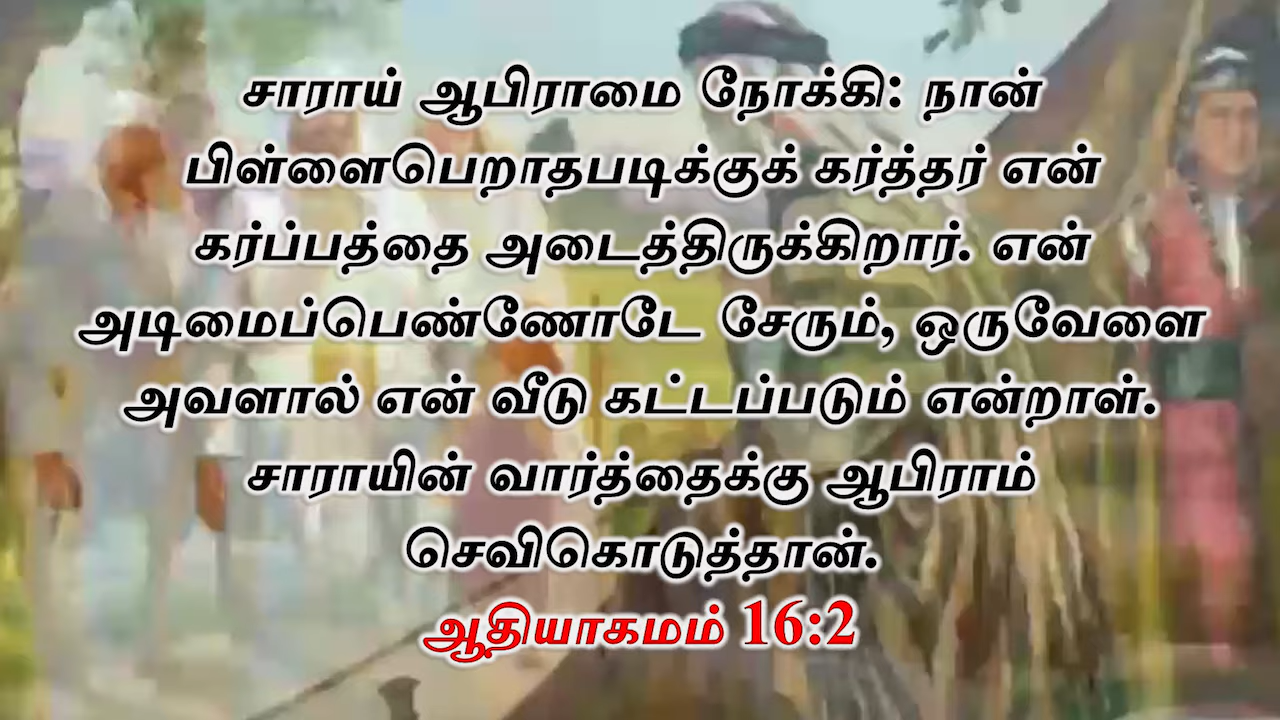 சாராய் ஆபிராமை நோக்கி: நான்
பிள்ளைபெறாதபடிக்குக் கர்த்தர் என்
கர்ப்பத்தை அடைத்திருக்கிறார். என்
அடிமைப்பெண்ணோடே சேரும், ஒருவேளை
அவளால் என் வீடு கட்டப்படும் என்றாள்.
சாராயின் வார்த்தைக்கு ஆபிராம்
செவிகொடுத்தான்.
ஆதியாகமம் 16:2